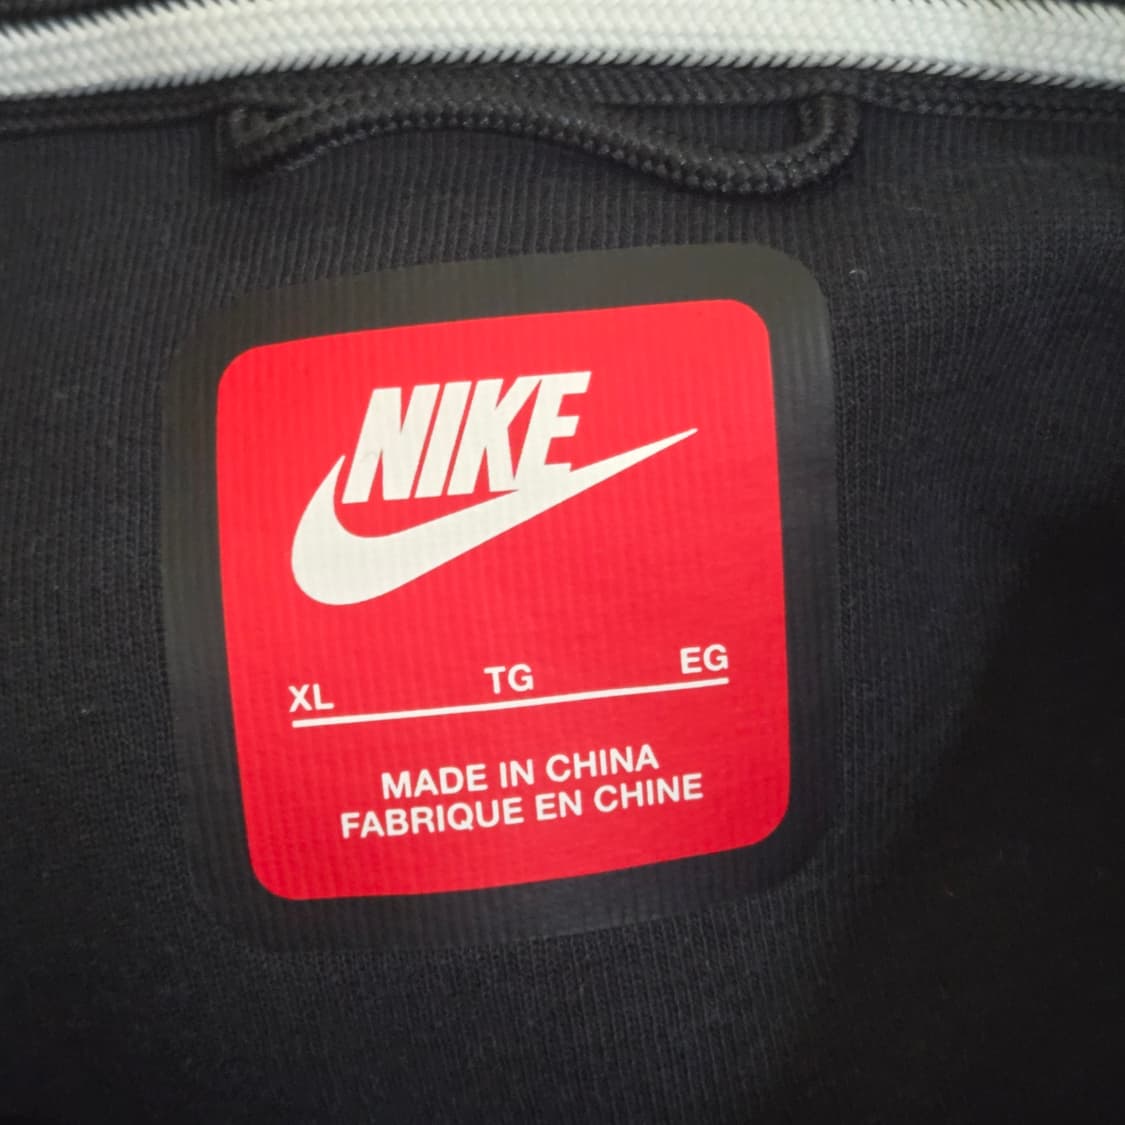 NIKE
XL TG EG
MADE IN CHINA
FABRIQUE EN CHINE